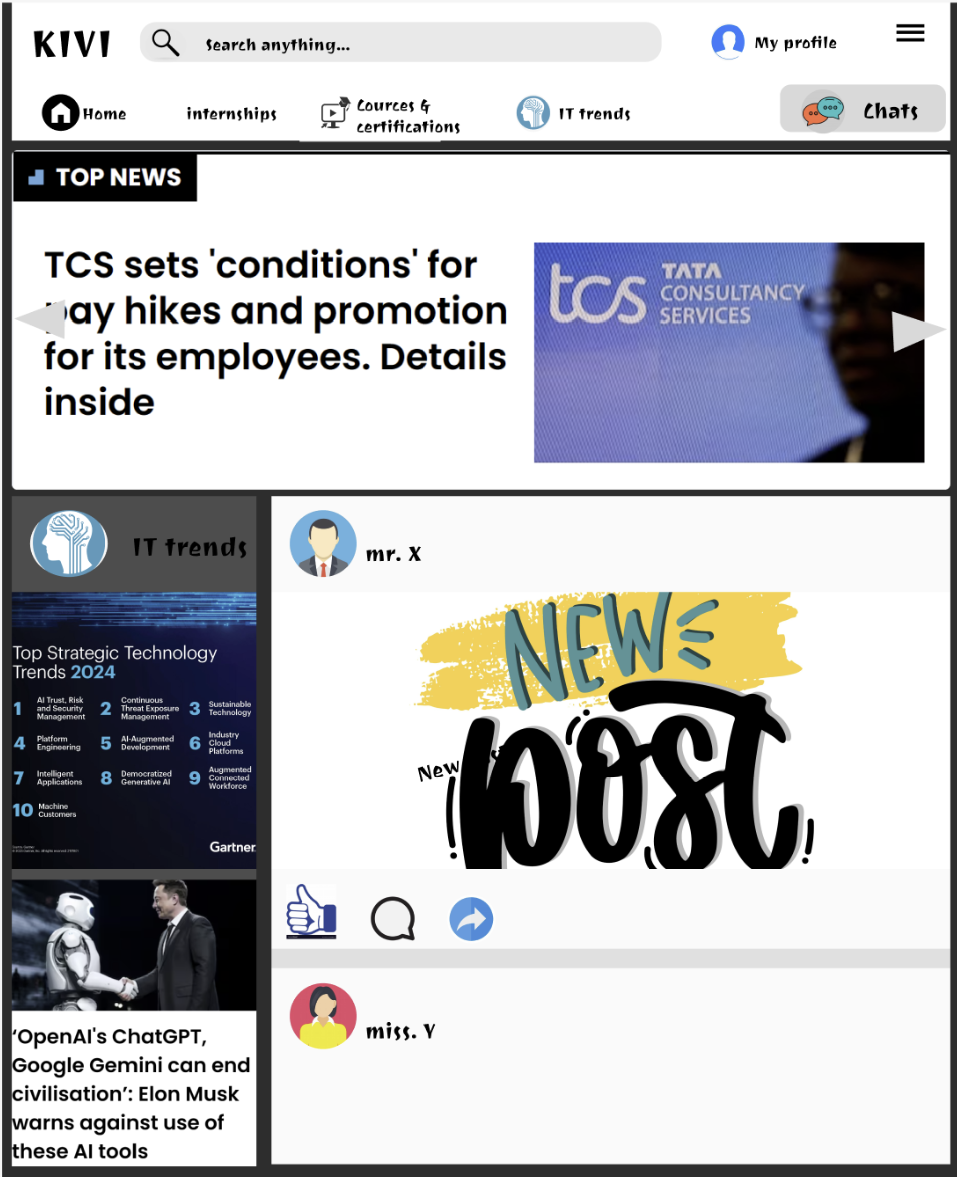 KIVI
Search anything...
My profile
Home
internships
Cources &
certifications
IT trends
Chats
TOP NEWS
TCS sets 'conditions' for
pay hikes and promotion
for its employees. Details
inside
tcs TATA
CONSULTANCY
SERVICES
IT trends
Top Strategic Technology
Trends 2024
1 AI Trust, Risk
and Security
Management
2 Continuous
Threat Exposure
Management
3 Sustainable
Technology
4 Platform
Engineering
5 AI-Augmented
Development
6 Industry
Cloud
Platforms
7 Intelligent
Applications
8 Democratized
Generative AI
9 Augmented
Connected
Workforce
10 Machine
Customers
Gartner
‘OpenAI's ChatGPT,
Google Gemini can end
civilisation’: Elon Musk
warns against use of
these AI tools
mr. X
NEW
post
New
miss. Y